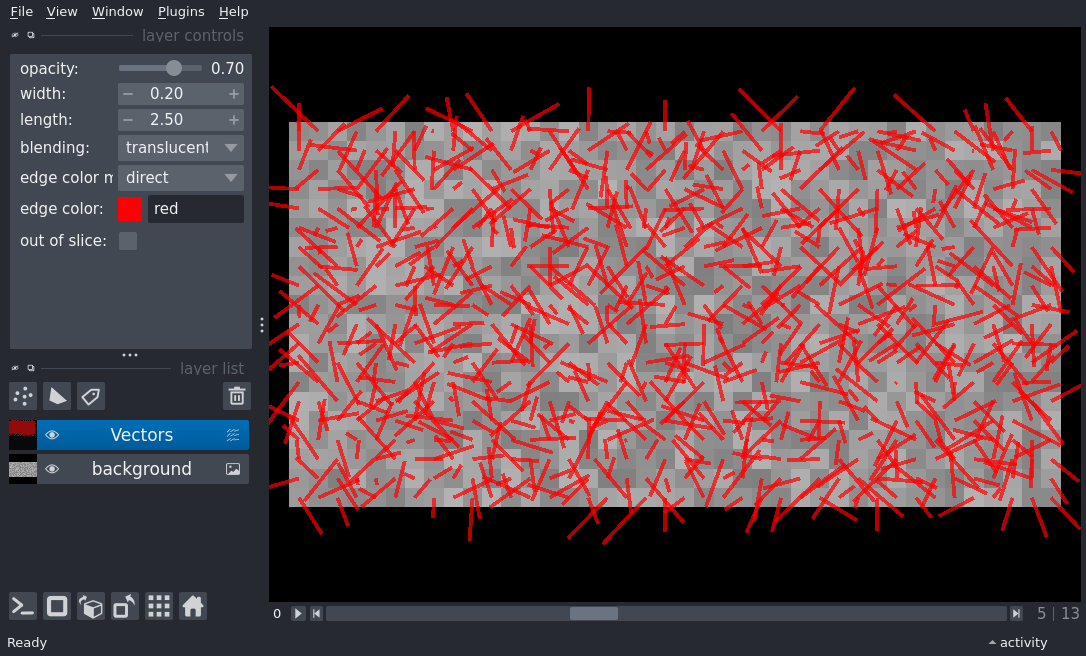 File View Window Plugins Help
layer controls
opacity: 0.70
width: − 0.20 +
length: − 2.50 +
blending: translucent
edge color m direct
edge color: red
out of slice:
layer list
Vectors
background
0 5 | 13
Ready activity